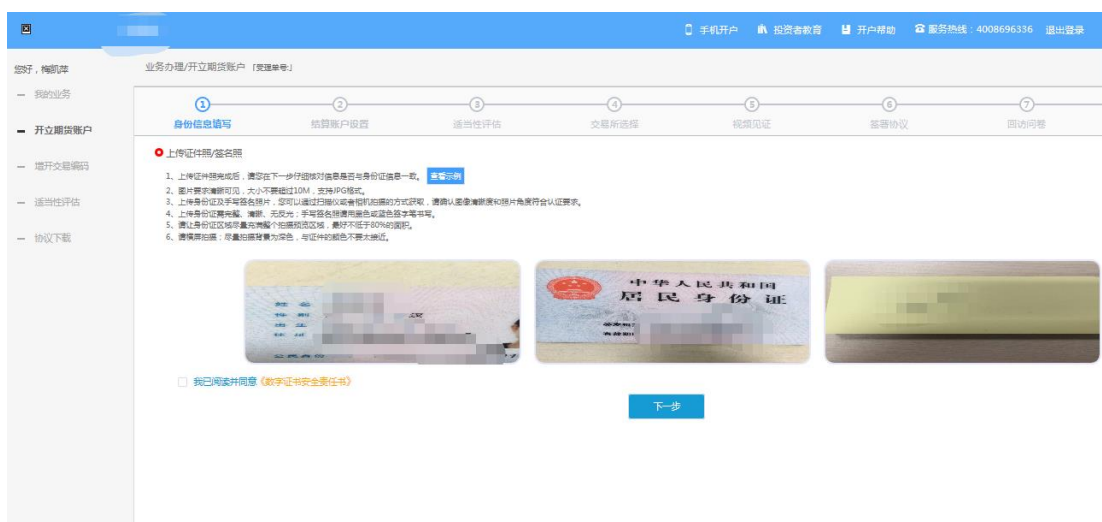 手机开户 投资者教育 开户帮助 服务热线：4008696336 退出登录
您好，梅凯萍
业务办理/开立期货账户「受理单号:」
— 我的业务
— 开立期货账户
— 增开交易编码
— 适当性评估
— 协议下载
1 2 3 4 5 6 7
身份信息填写 结算账户设置 适当性评估 交易所选择 视频见证 签署协议 回访问卷
上传证件照/签名照
1、上传证件照完成后，请您在下一步仔细核对信息是否与身份证信息一致。 查看示例
2、图片要求清晰可见，大小不要超过10M，支持JPG格式。
3、上传身份证及手写签名照片，您可以通过扫描仪或者相机拍摄的方式获取，请确认图像清晰度和照片角度符合认证要求。
4、上传身份证需完整、清晰、无反光；手写签名照请用黑色或蓝色签字笔书写。
5、请让身份证区域尽量充满整个拍摄预览区域，最好不低于80%的面积。
6、请横屏拍摄；尽量拍摄背景为深色，与证件的颜色不要太接近。
中华人民共和国
居民身份证
我已阅读并同意《数字证书安全责任书》
下一步